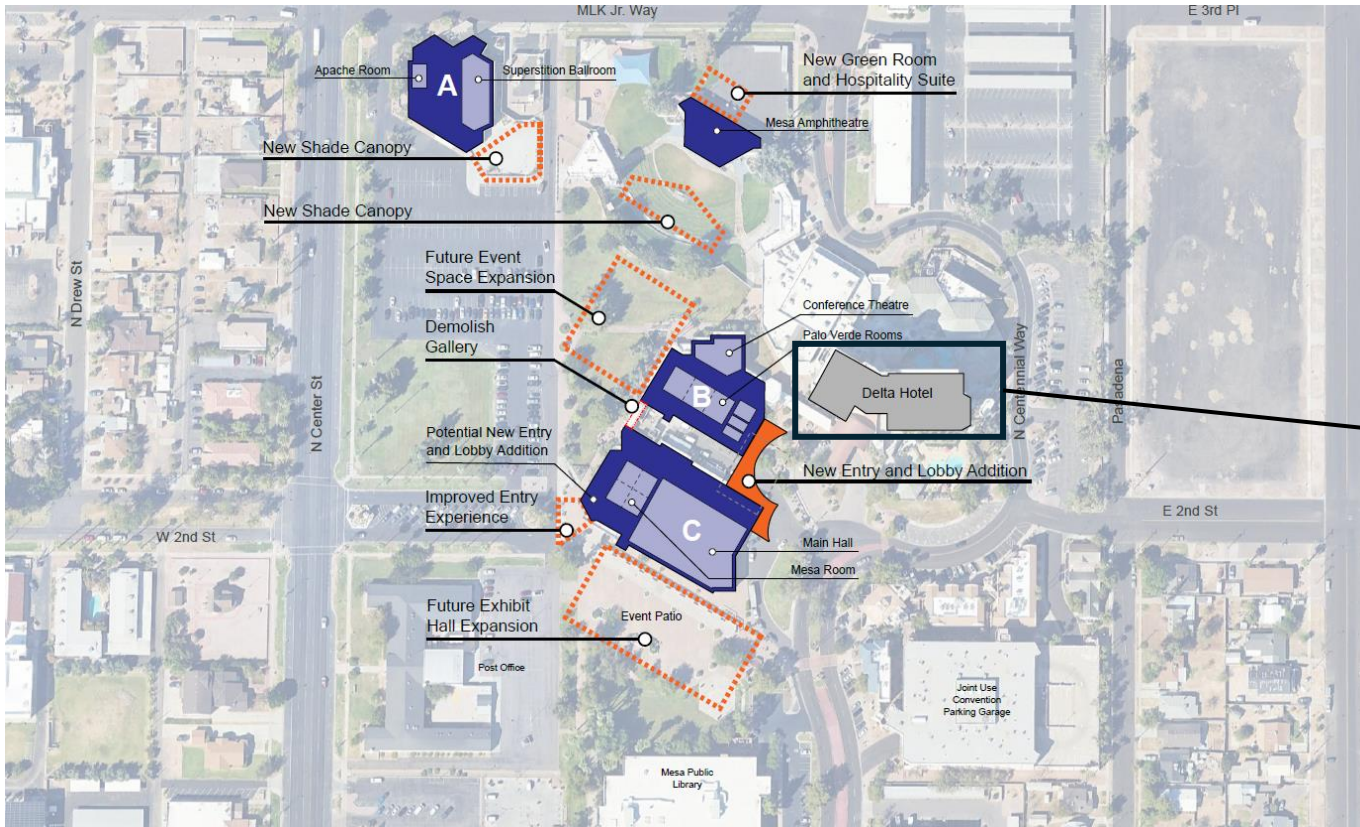 MLK Jr. Way
E 3rd Pl
Apache Room
A
Superstition Ballroom
New Green Room
and Hospitality Suite
Mesa Amphitheatre
New Shade Canopy
New Shade Canopy
Future Event
Space Expansion
N Drew St
Conference Theatre
Demolish
Gallery
Palo Verde Rooms
B
Delta Hotel
N Center St
N Centennial Way
Pasadena
Potential New Entry
and Lobby Addition
New Entry and Lobby Addition
Improved Entry
Experience
C
E 2nd St
W 2nd St
Main Hall
Mesa Room
Future Exhibit
Hall Expansion
Event Patio
Post Office
Joint Use
Convention
Parking Garage
Mesa Public
Library